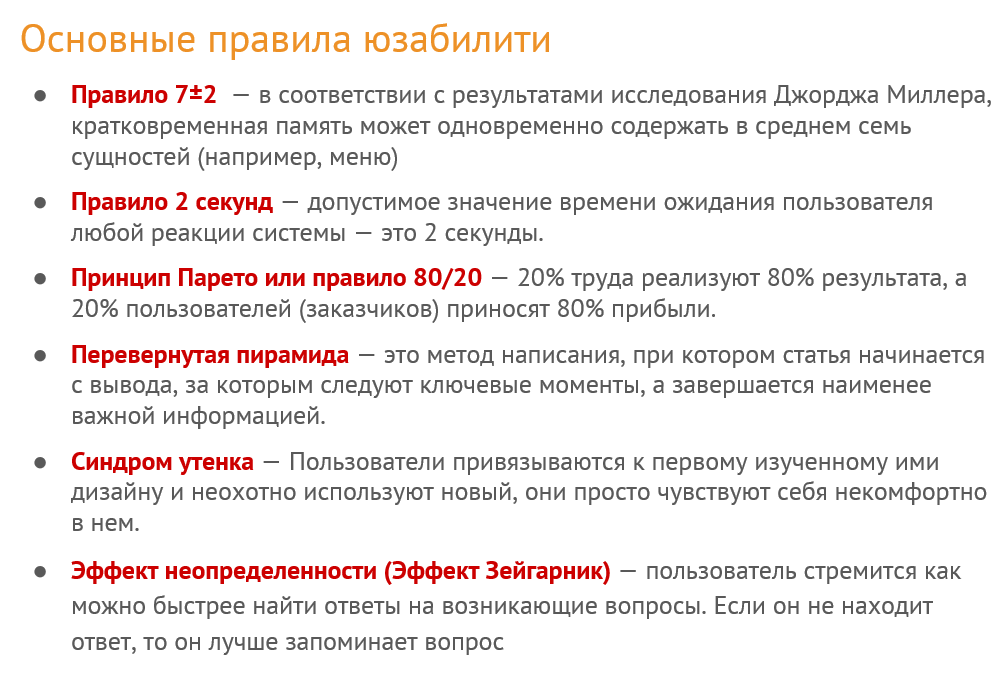 Основные правила юзабилити
● Правило 7±2 — в соответствии с результатами исследования Джорджа Миллера,
кратковременная память может одновременно содержать в среднем семь
сущностей (например, меню)
● Правило 2 секунд — допустимое значение времени ожидания пользователя
любой реакции системы — это 2 секунды.
● Принцип Парето или правило 80/20 — 20% труда реализуют 80% результата, а
20% пользователей (заказчиков) приносят 80% прибыли.
● Перевернутая пирамида — это метод написания, при котором статья начинается
с вывода, за которым следуют ключевые моменты, а завершается наименее
важной информацией.
● Синдром утенка — Пользователи привязываются к первому изученному ими
дизайну и неохотно используют новый, они просто чувствуют себя некомфортно
в нем.
● Эффект неопределенности (Эффект Зейгарник) — пользователь стремится как
можно быстрее найти ответы на возникающие вопросы. Если он не находит
ответ, то он лучше запоминает вопрос